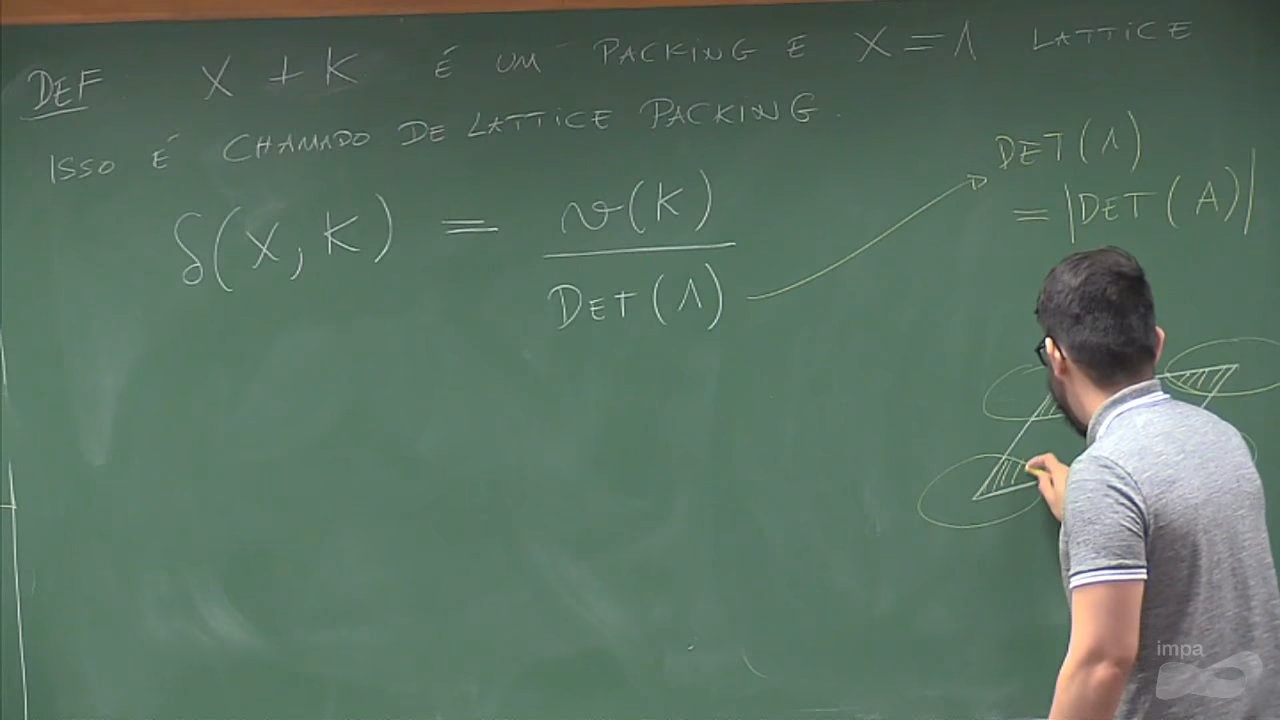 DEF X + K É UM PACKING E X = Λ LATTICE
ISSO É CHAMADO DE LATTICE PACKING.
δ(X, K) = v(K) / DET(Λ)
DET(Λ)
= |DET(A)|
impa